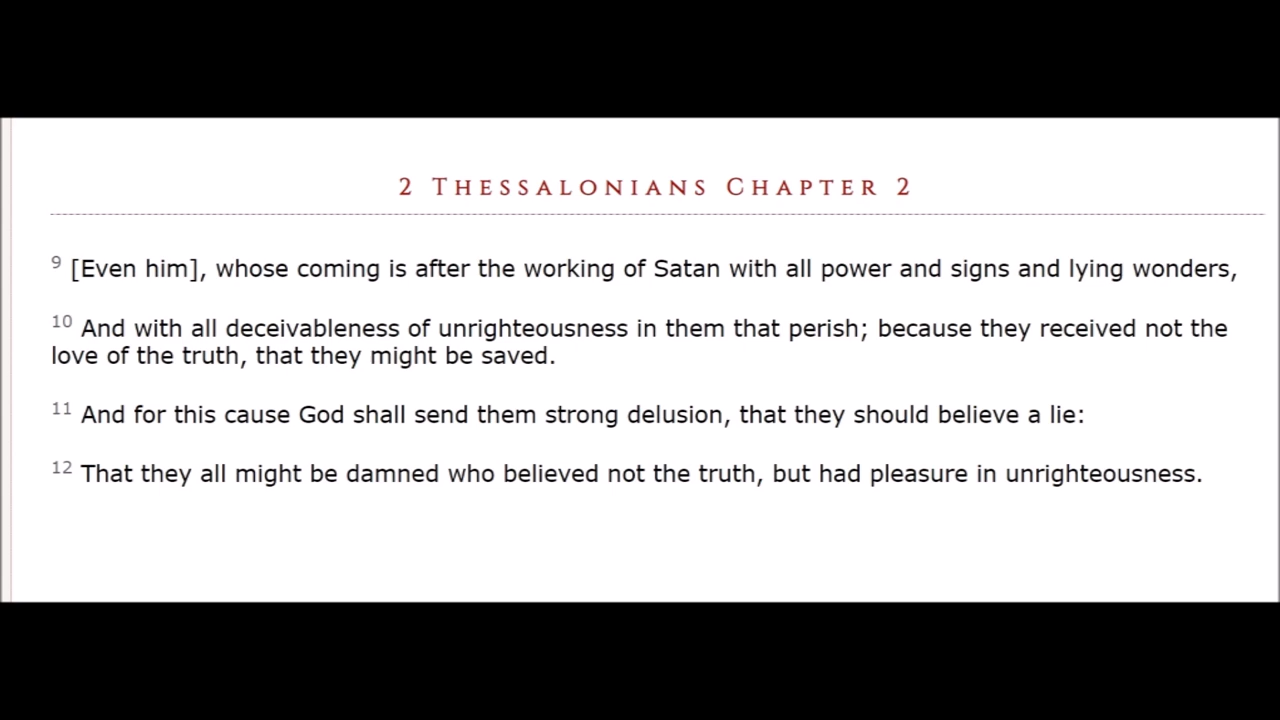 2 Thessalonians Chapter 2
9 [Even him], whose coming is after the working of Satan with all power and signs and lying wonders,
10 And with all deceivableness of unrighteousness in them that perish; because they received not the
love of the truth, that they might be saved.
11 And for this cause God shall send them strong delusion, that they should believe a lie:
12 That they all might be damned who believed not the truth, but had pleasure in unrighteousness.